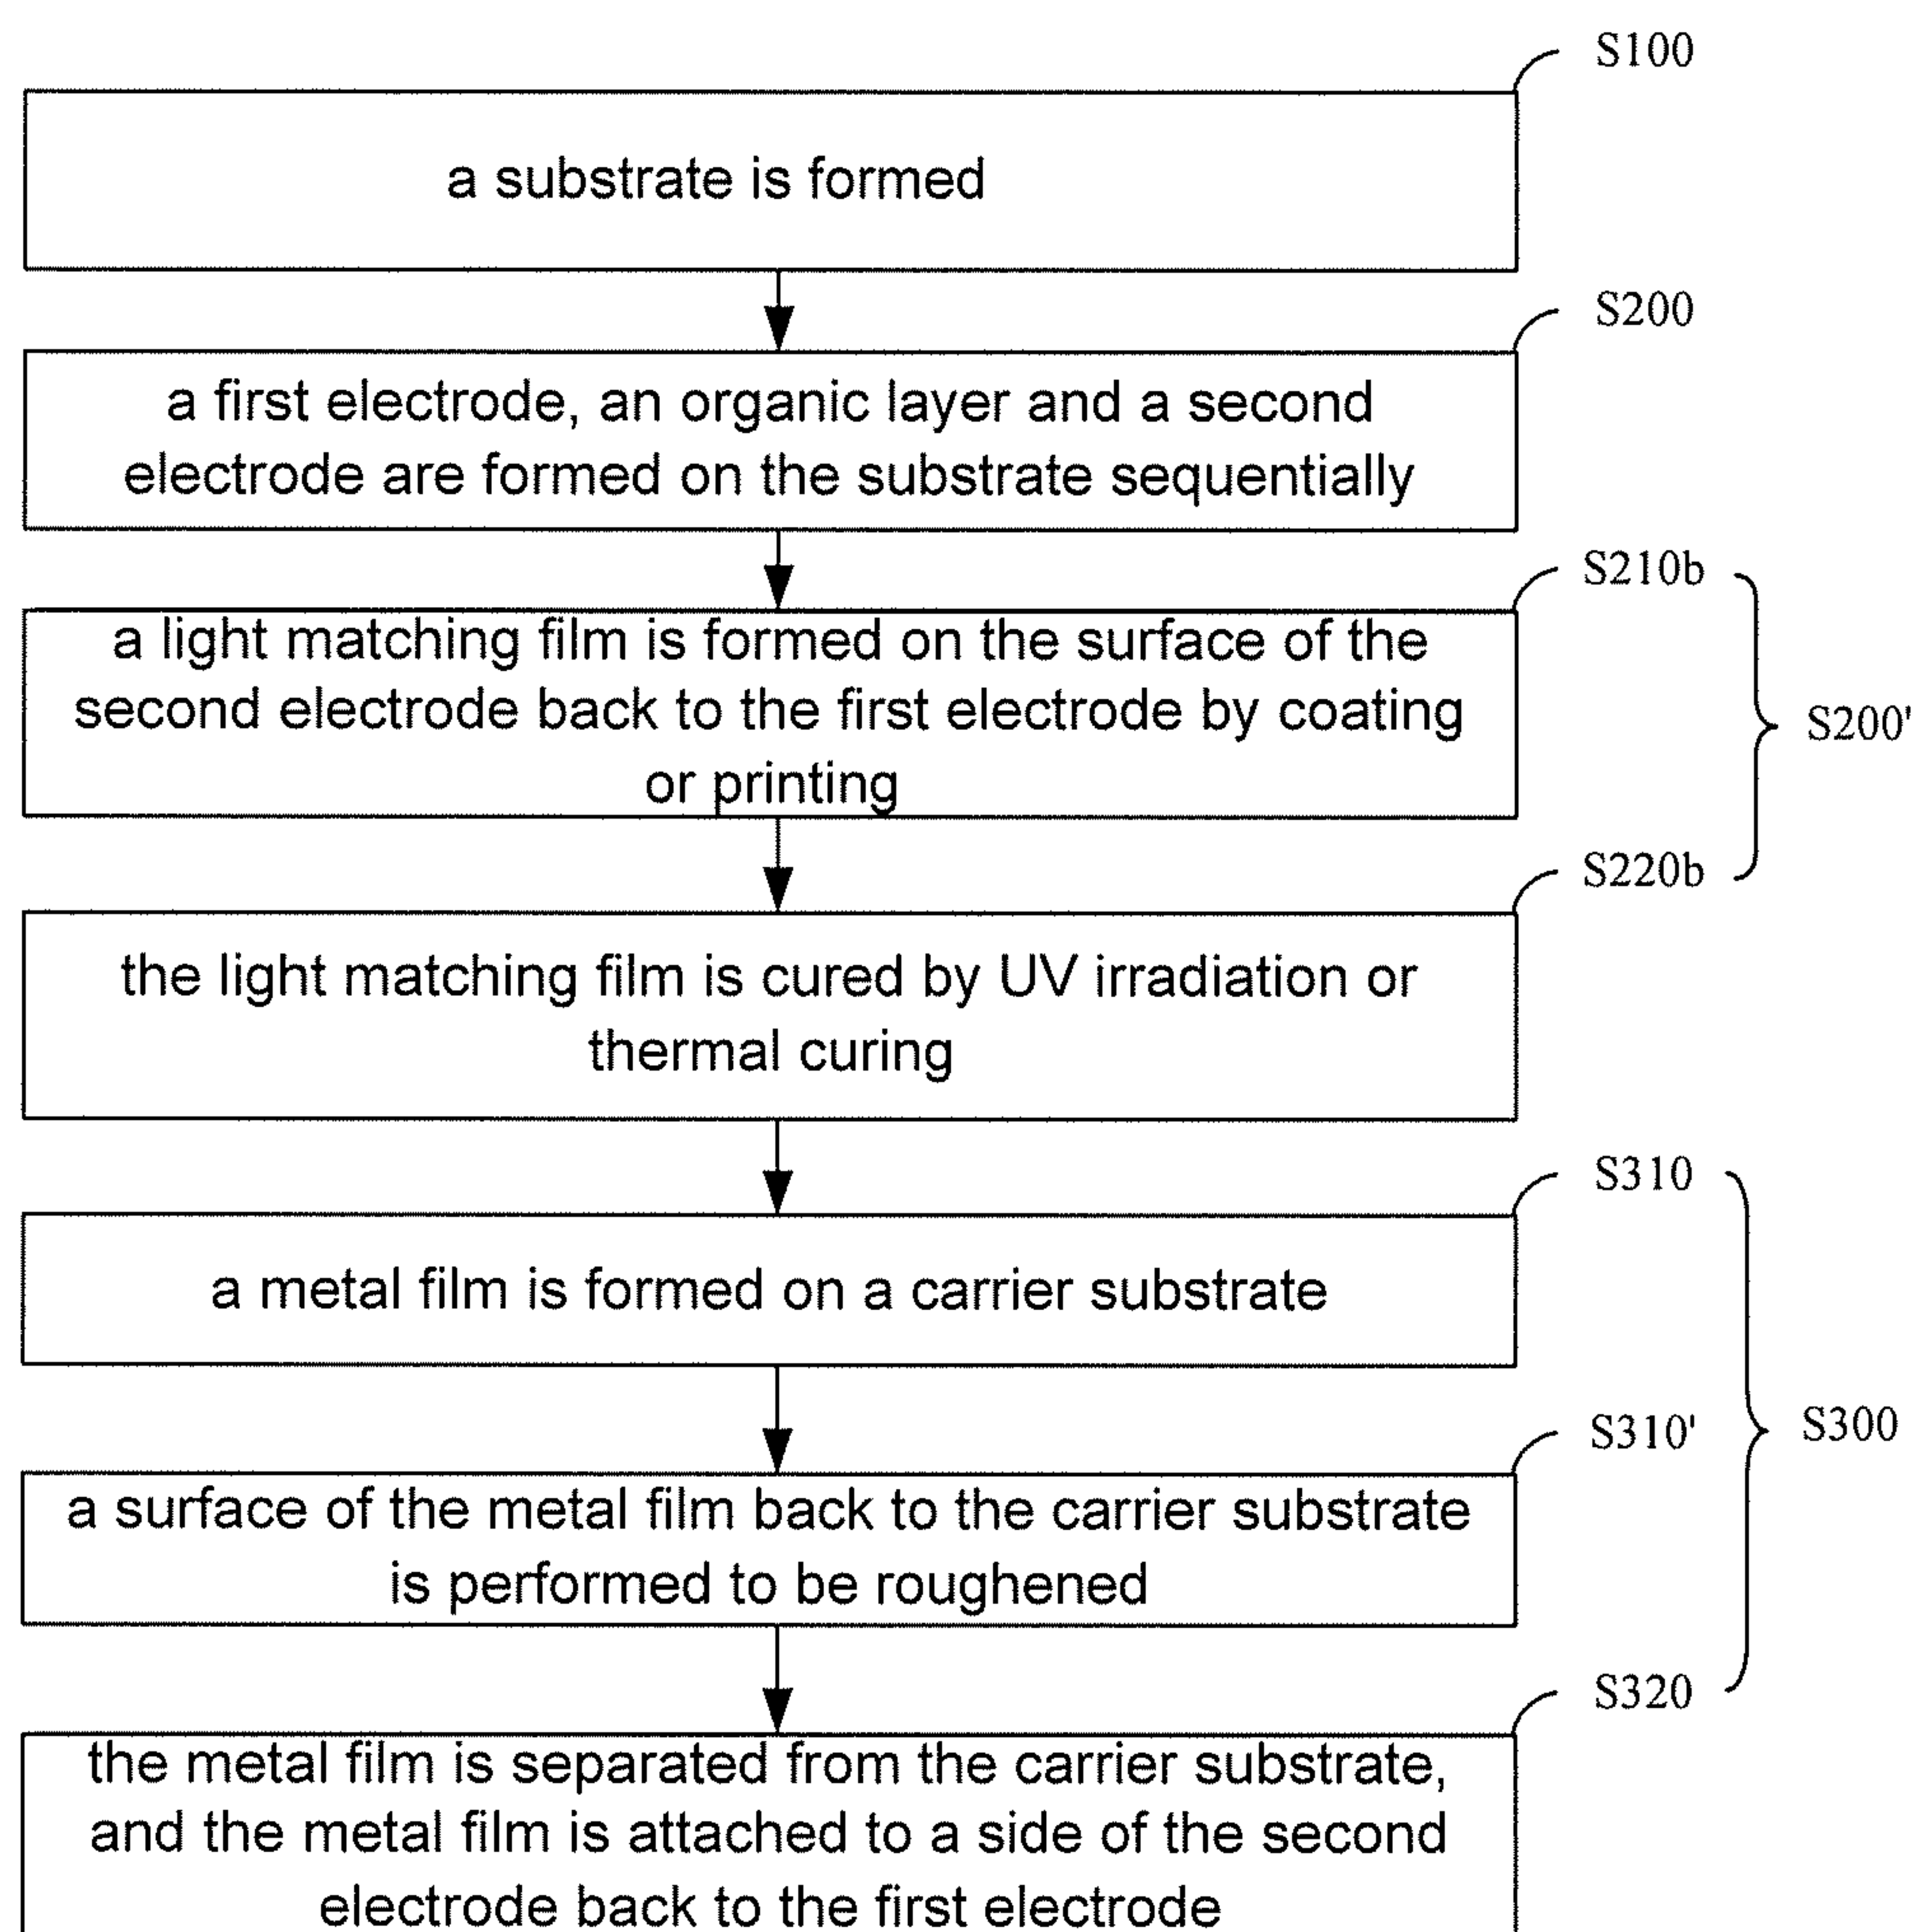 S100
a substrate is formed
S200
a first electrode, an organic layer and a second
electrode are formed on the substrate sequentially
S210b
a light matching film is formed on the surface of the
second electrode back to the first electrode by coating
or printing
S200'
S220b
the light matching film is cured by UV irradiation or
thermal curing
S310
a metal film is formed on a carrier substrate
S310'
S300
a surface of the metal film back to the carrier substrate
is performed to be roughened
S320
the metal film is separated from the carrier substrate,
and the metal film is attached to a side of the second
electrode back to the first electrode